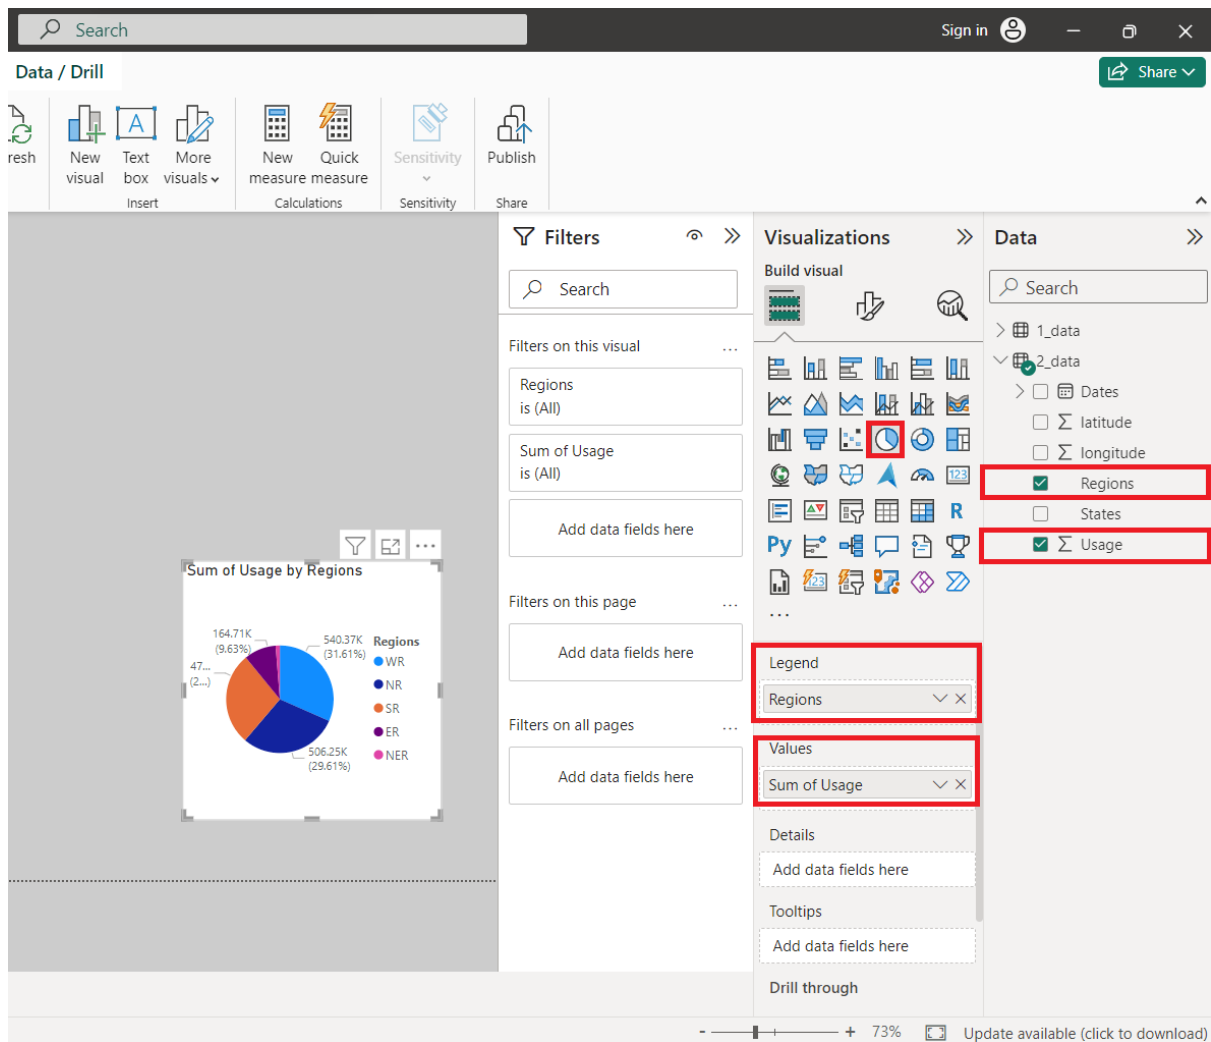 Search
Sign in
Data / Drill
Share
resh
New
visual
Text
box
More
visuals
New
measure
Quick
measure
Sensitivity
Publish
Insert
Calculations
Sensitivity
Share
Filters
Search
Filters on this visual
...
Regions
is (All)
Sum of Usage
is (All)
Add data fields here
Filters on this page
...
Add data fields here
Filters on all pages
...
Add data fields here
Visualizations
Build visual
123
R
Py
123
...
Legend
Regions
Values
Sum of Usage
Details
Add data fields here
Tooltips
Add data fields here
Drill through
Data
Search
1_data
2_data
Dates
Σ latitude
Σ longitude
Regions
States
Σ Usage
...
Sum of Usage by Regions
164.71K
(9.63%)
540.37K
(31.61%)
47...
(2...)
506.25K
(29.61%)
Regions
WR
NR
SR
ER
NER
- + 73%
Update available (click to download)